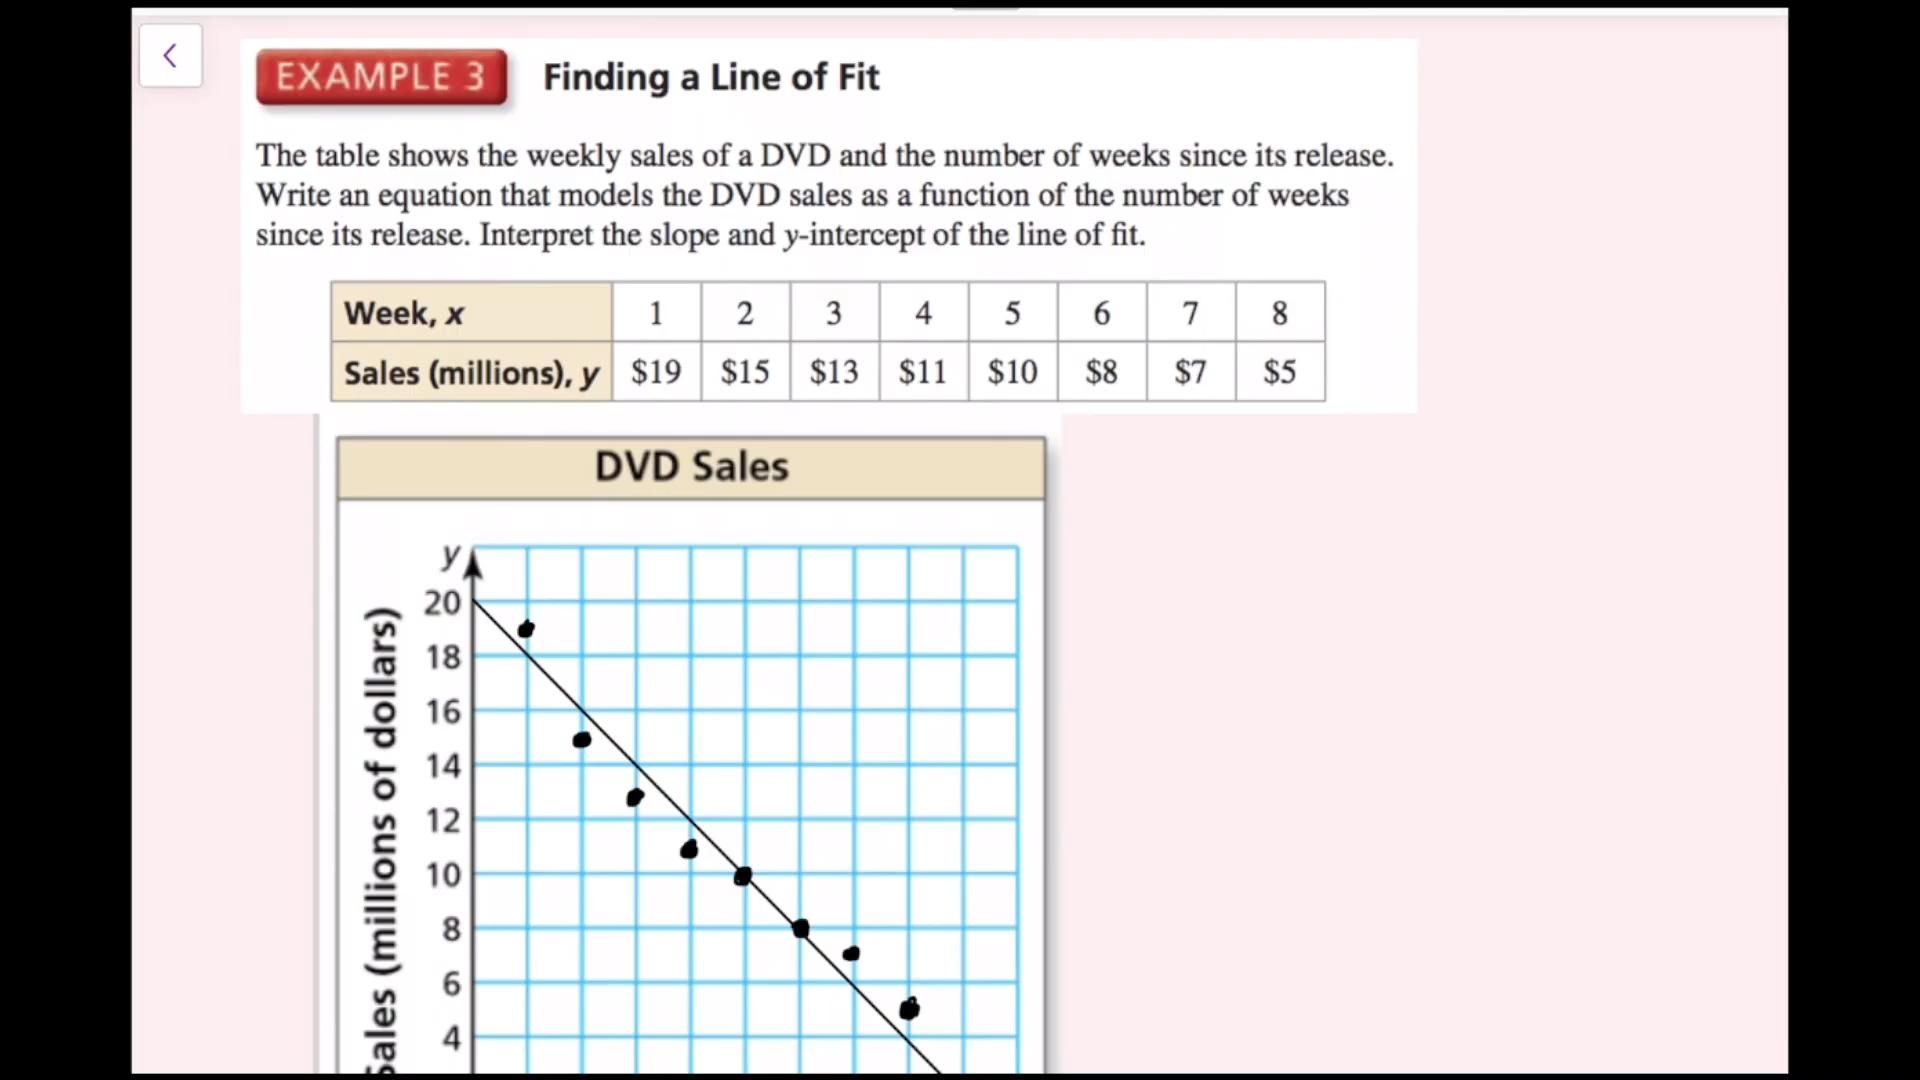 EXAMPLE 3 Finding a Line of Fit
The table shows the weekly sales of a DVD and the number of weeks since its release.
Write an equation that models the DVD sales as a function of the number of weeks
since its release. Interpret the slope and y-intercept of the line of fit.
Week, x 1 2 3 4 5 6 7 8
Sales (millions), y $19 $15 $13 $11 $10 $8 $7 $5
DVD Sales
y
20
18
16
14
12
10
8
6
4
Sales (millions of dollars)